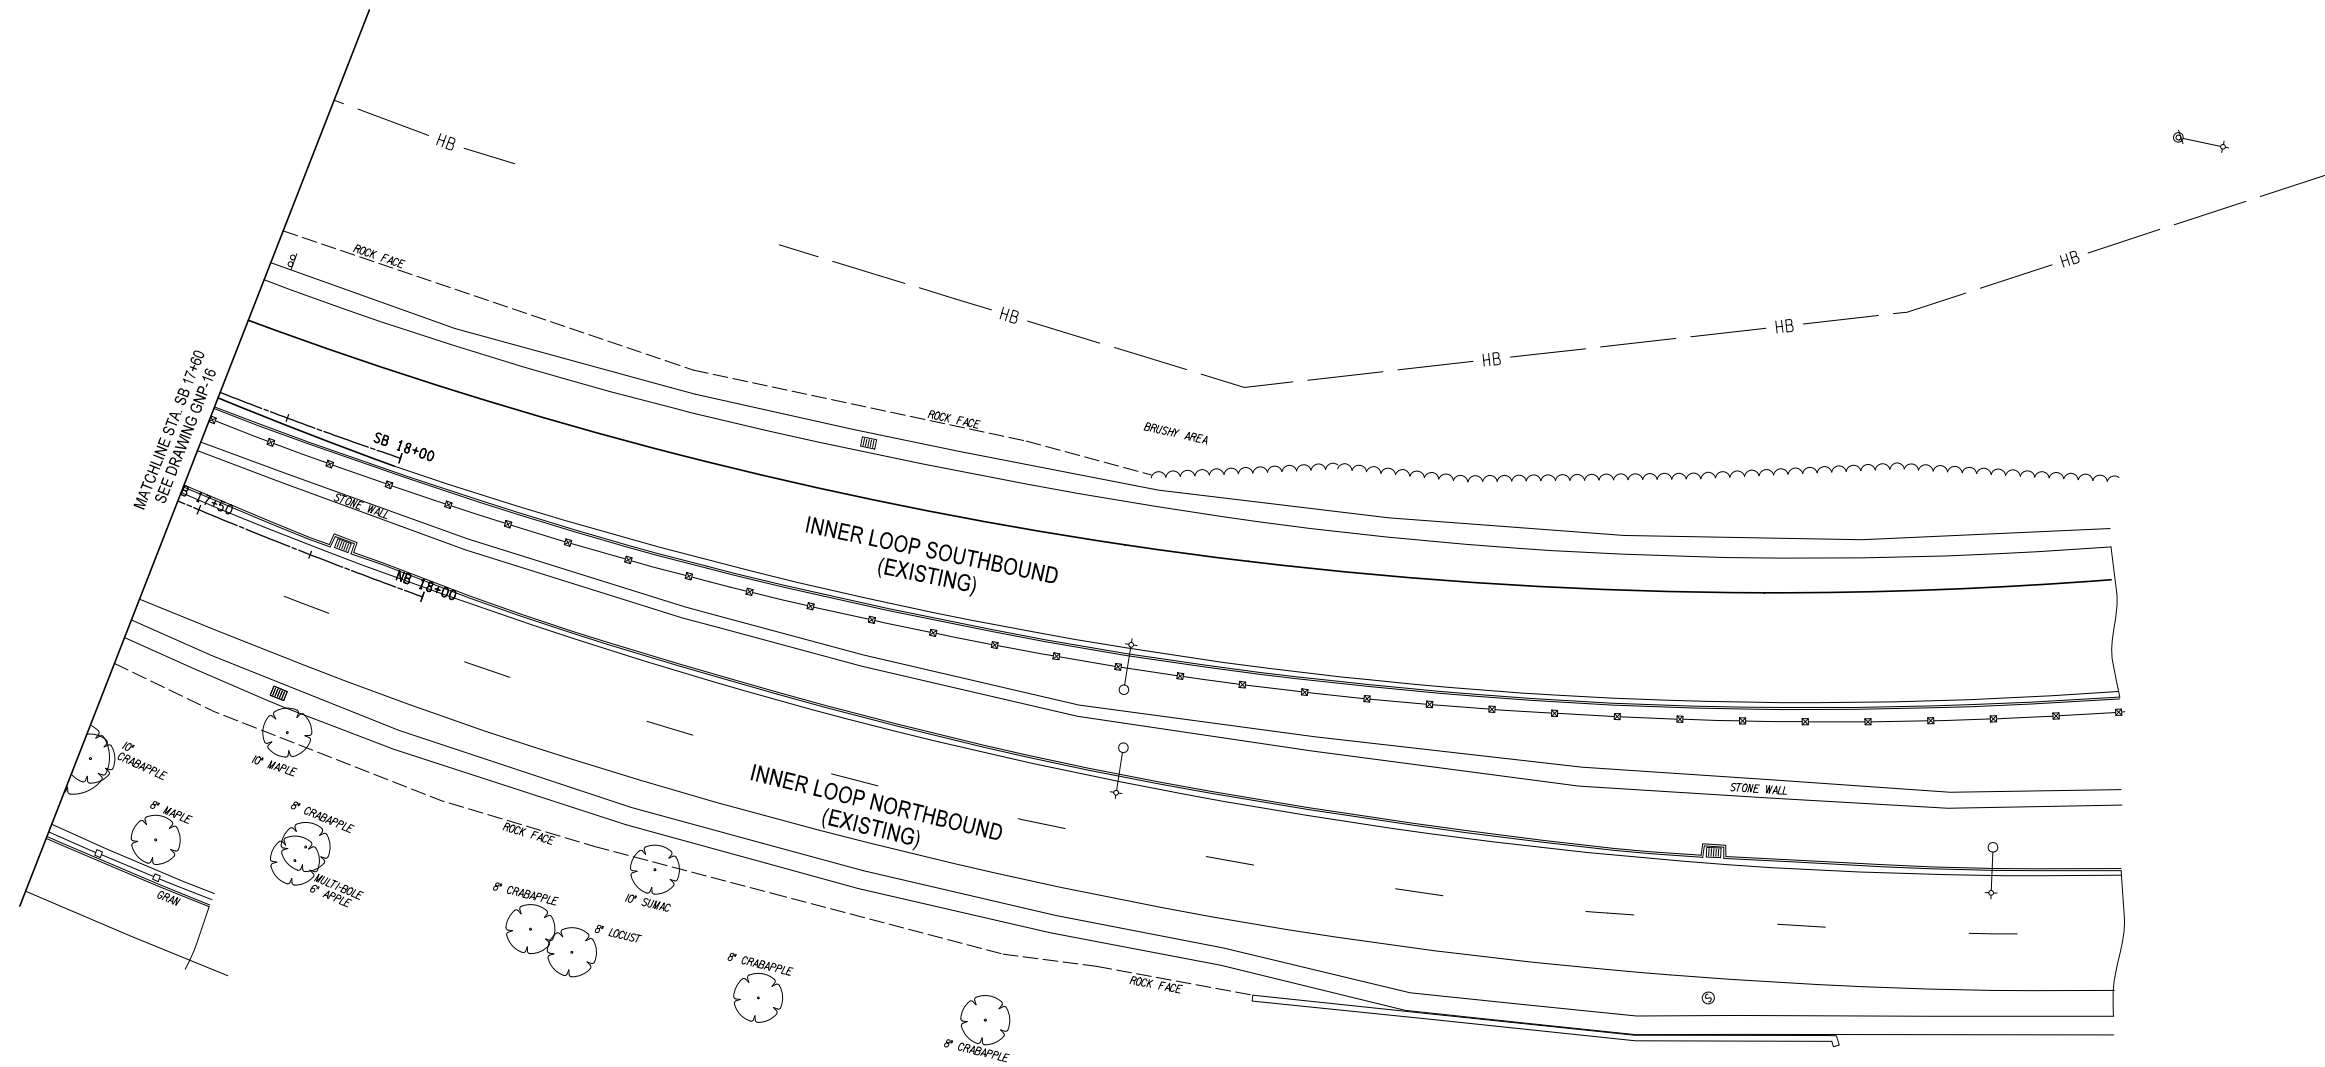 HB
HB
HB
HB
HB
ROCK FACE
ROCK FACE
BRUSHY AREA
MATCHLINE STA. SB 17+60
SEE DRAWING GNP-16
SB 18+00
STONE WALL
17+50
NB 18+00
INNER LOOP SOUTHBOUND
(EXISTING)
INNER LOOP NORTHBOUND
(EXISTING)
STONE WALL
10" CRABAPPLE
10" MAPLE
8" MAPLE
8" CRABAPPLE
MULTI-BOLE
6" APPLE
GRAN
ROCK FACE
10" SUMAC
8" CRABAPPLE
8" LOCUST
8" CRABAPPLE
8" CRABAPPLE
ROCK FACE
S